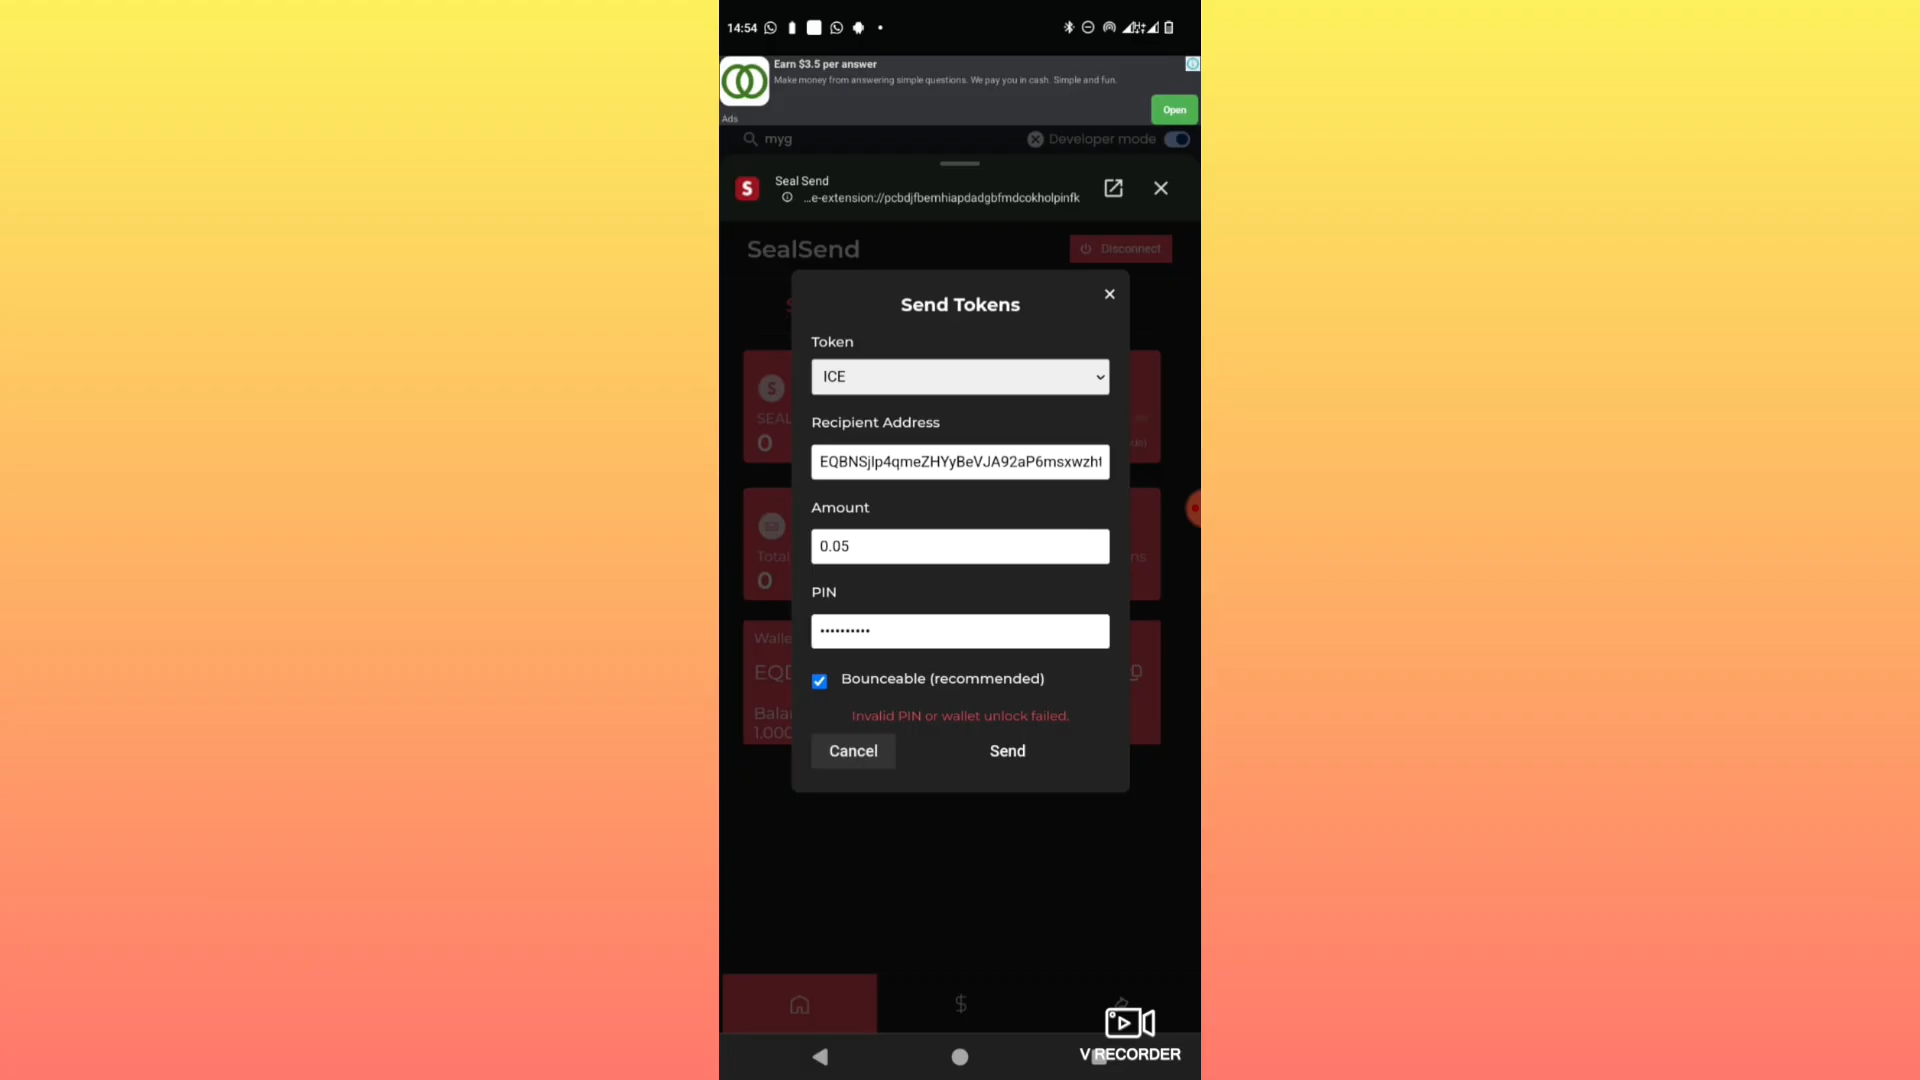 14:54
Earn $3.5 per answer
Make money from answering simple questions. We pay you in cash. Simple and fun.
Open
Ads
myg
Developer mode
S
Seal Send
...e-extension://pcbdjfbemhiapdadgbfmdcokholpinfk
SealSend
Disconnect
Send Tokens
Token
ICE
Recipient Address
EQBNSjlp4qmeZHYyBeVJA92aP6msxwzht
Amount
0.05
PIN
••••••••••
Bounceable (recommended)
Invalid PIN or wallet unlock failed.
Cancel
Send
S
SEAL
0
Total
0
Walle
EQD
Balan
1.000
$
V RECORDER